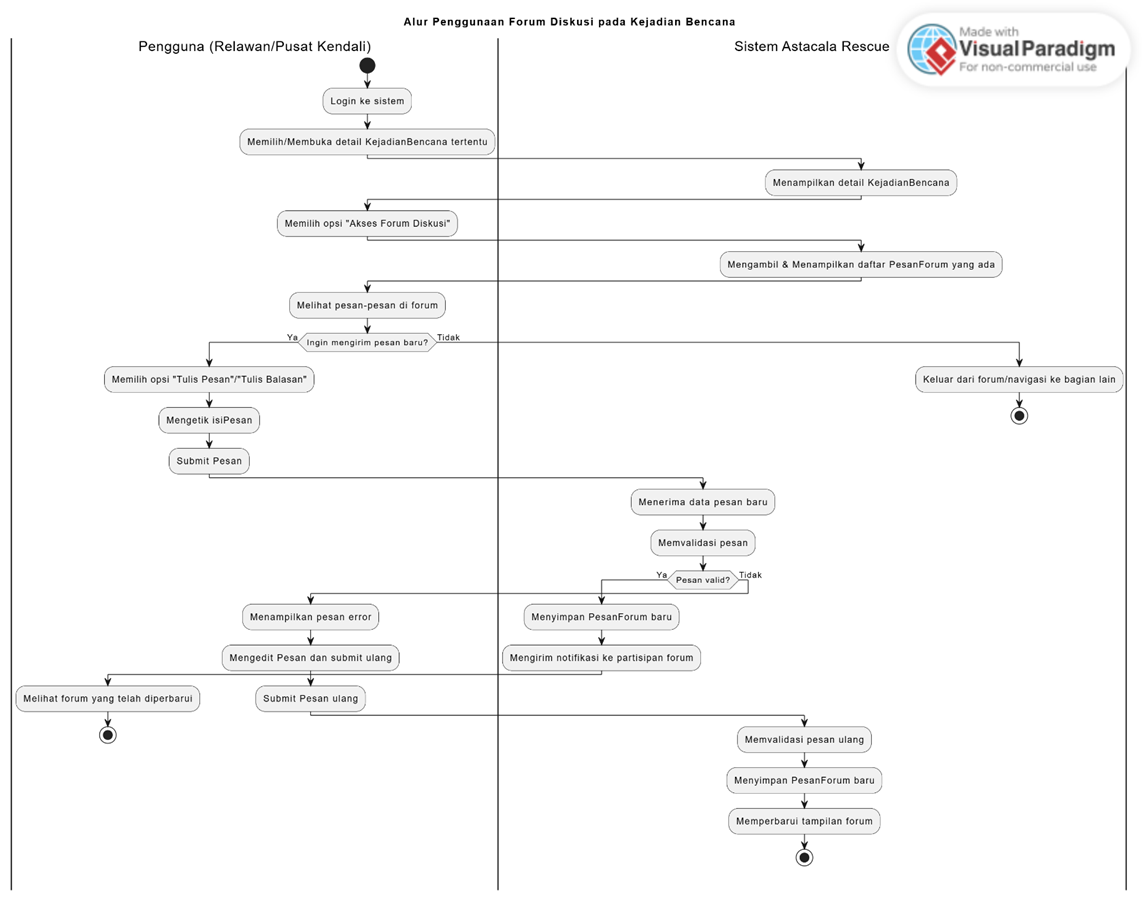 Alur Penggunaan Forum Diskusi pada Kejadian Bencana
Pengguna (Relawan/Pusat Kendali)
Sistem Astacala Rescue
Made with
VisualParadigm
For non-commercial use
Login ke sistem
Memilih/Membuka detail KejadianBencana tertentu
Menampilkan detail KejadianBencana
Memilih opsi "Akses Forum Diskusi"
Mengambil & Menampilkan daftar PesanForum yang ada
Melihat pesan-pesan di forum
Ya
Ingin mengirim pesan baru?
Tidak
Memilih opsi "Tulis Pesan"/"Tulis Balasan"
Keluar dari forum/navigasi ke bagian lain
Mengetik isiPesan
Submit Pesan
Menerima data pesan baru
Memvalidasi pesan
Ya
Pesan valid?
Tidak
Menampilkan pesan error
Menyimpan PesanForum baru
Mengedit Pesan dan submit ulang
Mengirim notifikasi ke partisipan forum
Melihat forum yang telah diperbarui
Submit Pesan ulang
Memvalidasi pesan ulang
Menyimpan PesanForum baru
Memperbarui tampilan forum